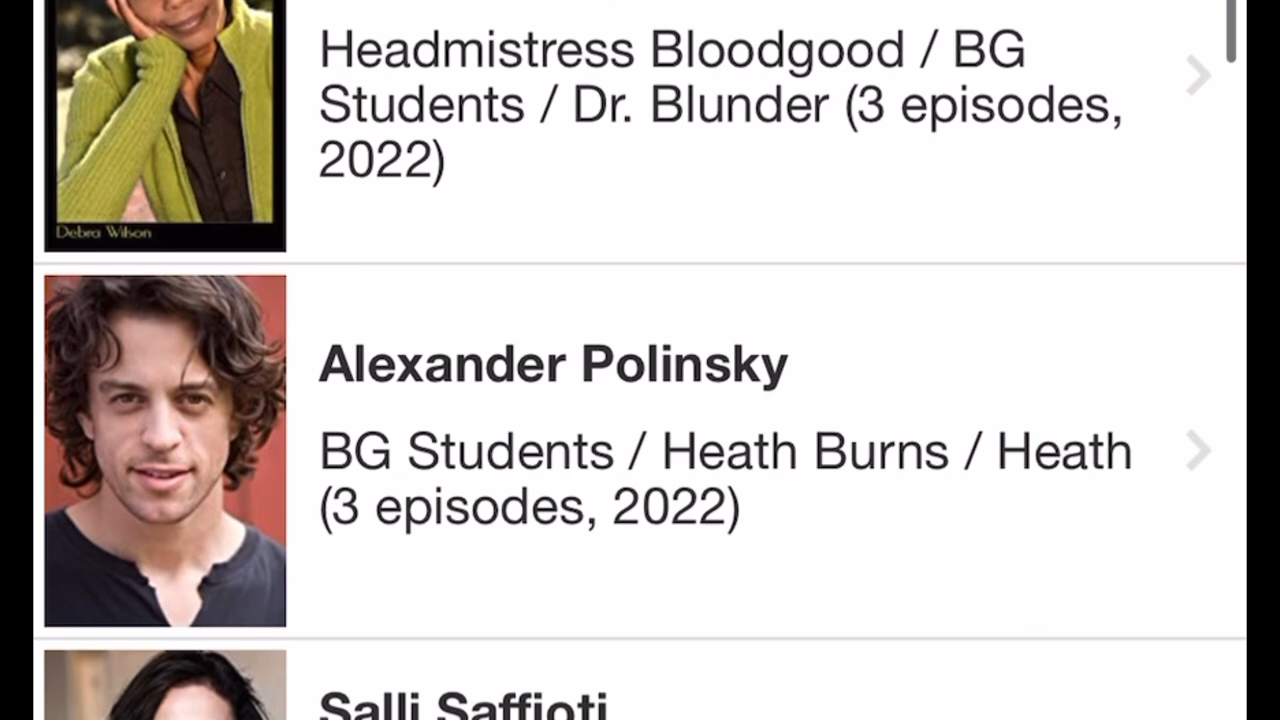 Headmistress Bloodgood / BG
Students / Dr. Blunder (3 episodes,
2022)
Debra Wilson
Alexander Polinsky
BG Students / Heath Burns / Heath
(3 episodes, 2022)
Salli Saffioti